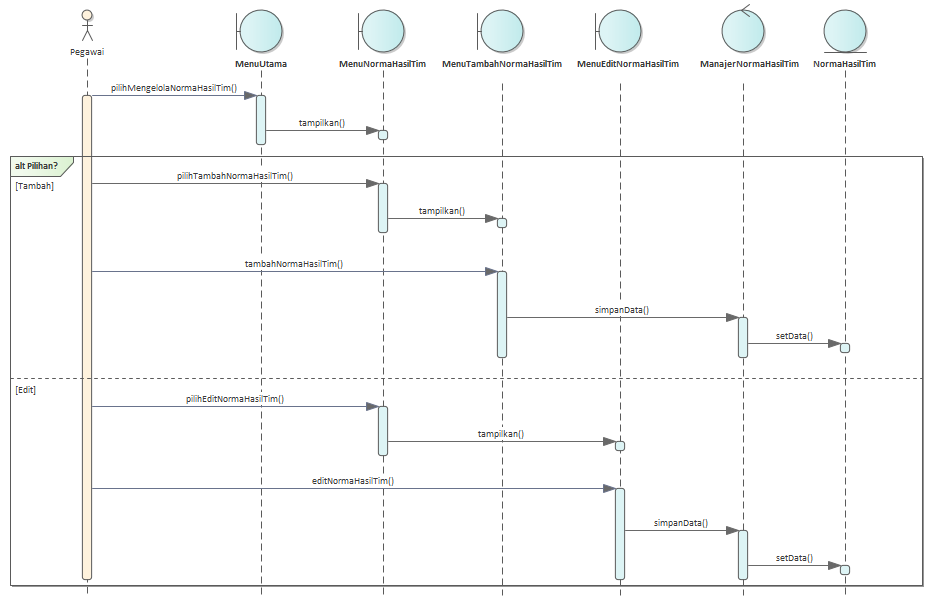 Pegawai
MenuUtama
MenuNormaHasilTim
MenuTambahNormaHasilTim
MenuEditNormaHasilTim
ManajerNormaHasilTim
NormaHasilTim
pilihMengelolaNormaHasilTim()
tampilkan()
alt Pilihan?
[Tambah]
pilihTambahNormaHasilTim()
tampilkan()
tambahNormaHasilTim()
simpanData()
setData()
[Edit]
pilihEditNormaHasilTim()
tampilkan()
editNormaHasilTim()
simpanData()
setData()